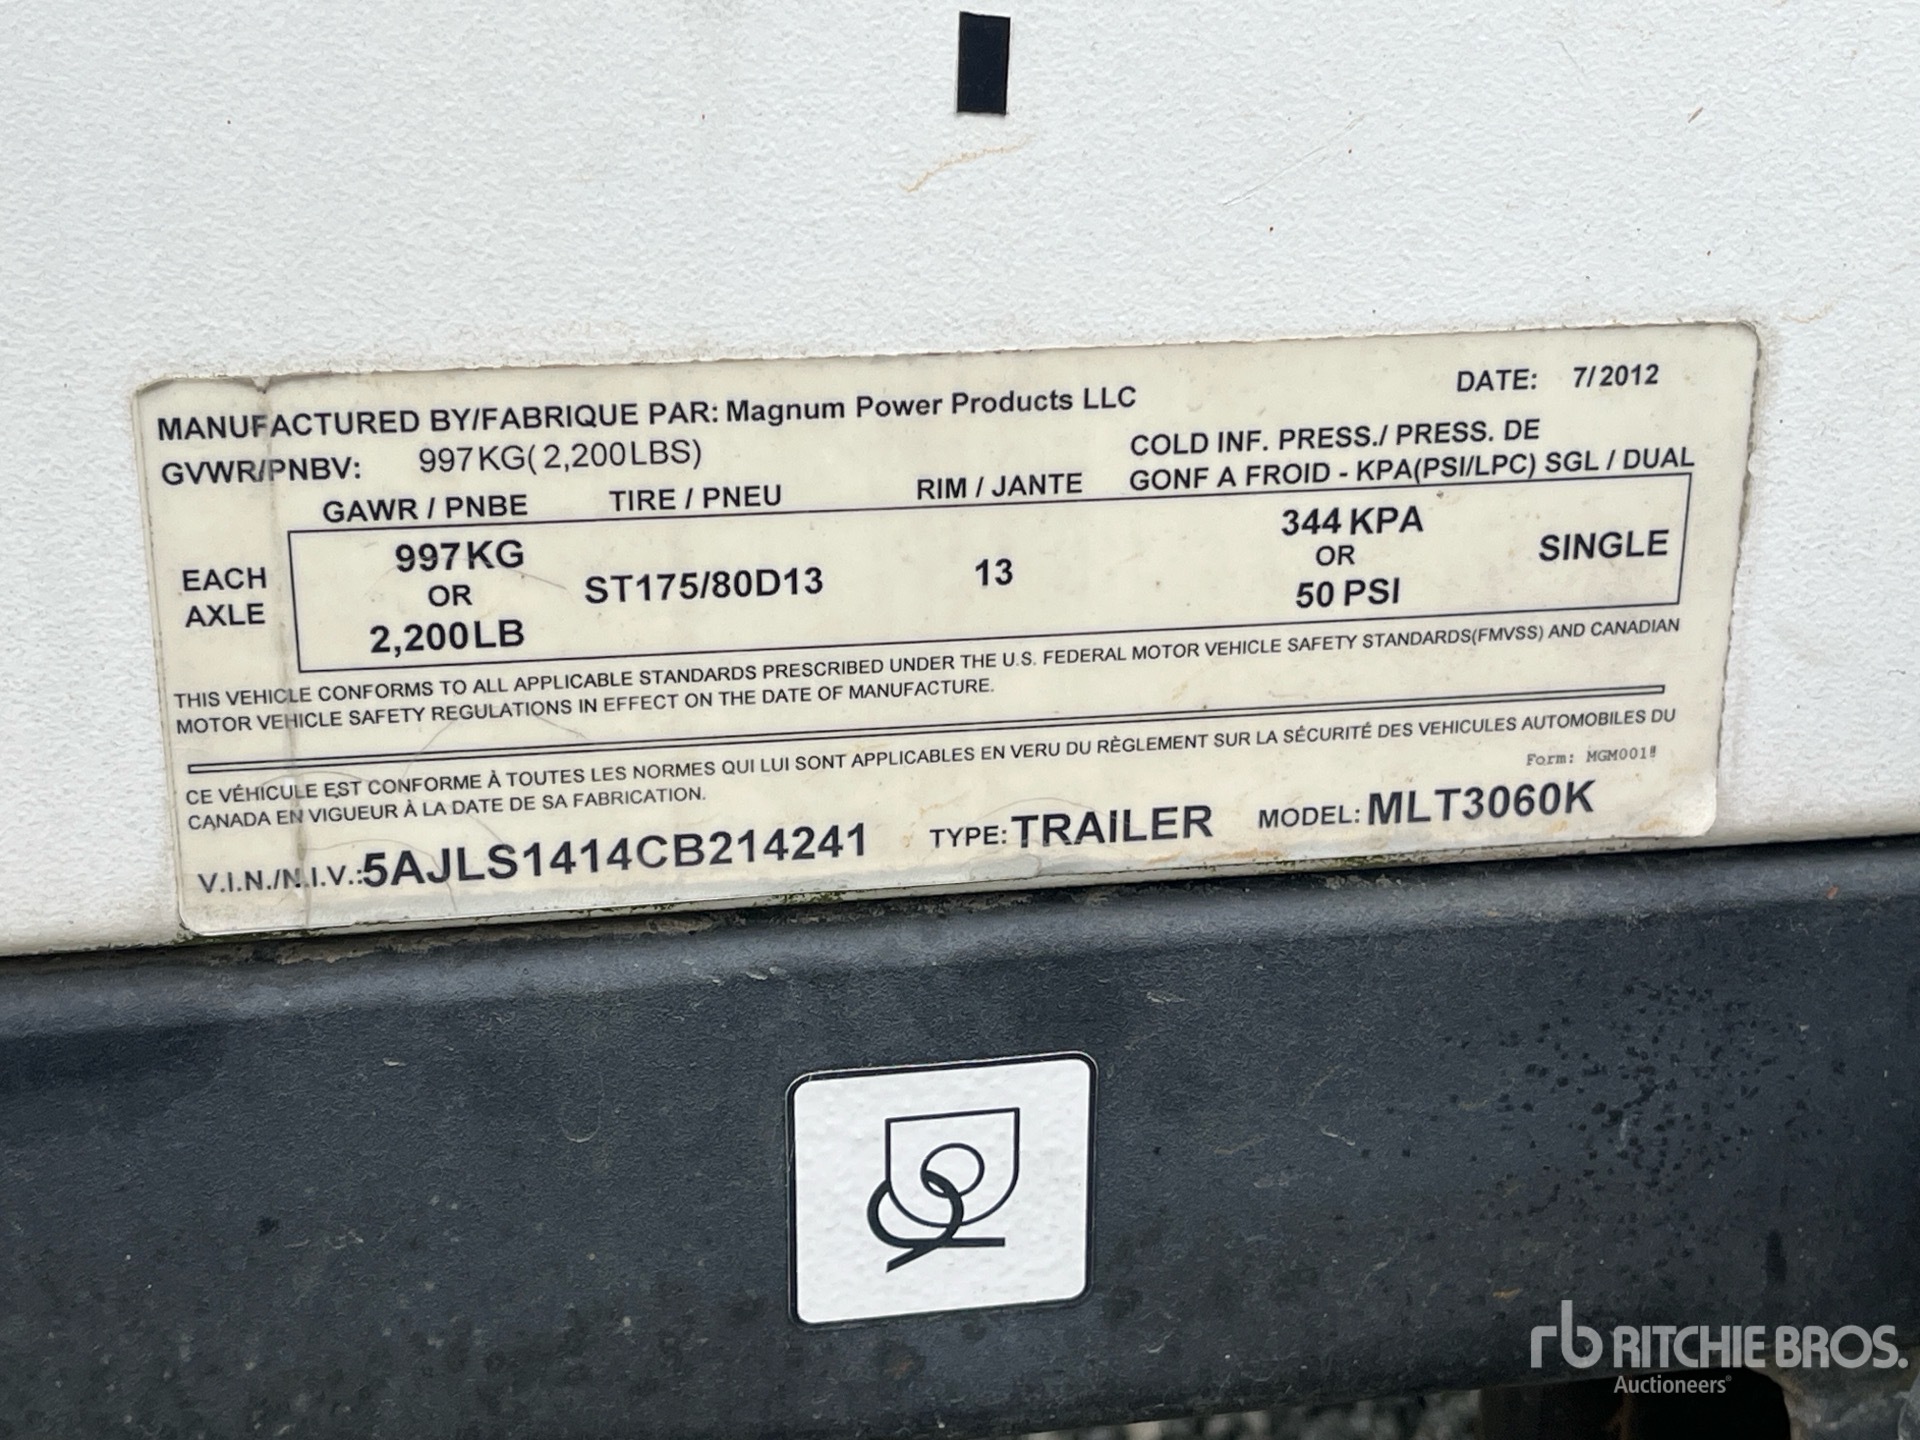 MANUFACTURED BY/FABRIQUE PAR: Magnum Power Products LLC
DATE: 7/2012
GVWR/PNBV: 997KG(2,200LBS)
COLD INF. PRESS./ PRESS. DE
GONF A FROID - KPA(PSI/LPC) SGL / DUAL
GAWR / PNBE TIRE / PNEU RIM / JANTE
EACH
AXLE
997KG
OR
2,200LB
ST175/80D13
13
344 KPA
OR
50 PSI
SINGLE
THIS VEHICLE CONFORMS TO ALL APPLICABLE STANDARDS PRESCRIBED UNDER THE U.S. FEDERAL MOTOR VEHICLE SAFETY STANDARDS(FMVSS) AND CANADIAN
MOTOR VEHICLE SAFETY REGULATIONS IN EFFECT ON THE DATE OF MANUFACTURE.
CE VÉHICULE EST CONFORME À TOUTES LES NORMES QUI LUI SONT APPLICABLES EN VERU DU RÈGLEMENT SUR LA SÉCURITÉ DES VEHICULES AUTOMOBILES DU
CANADA EN VIGUEUR À LA DATE DE SA FABRICATION.
Form:
V.I.N./N.I.V.:5AJLS1414CB214241 TYPE: TRAILER MODEL: MLT3060K
rb RITCHIE BROS.
Auctioneers